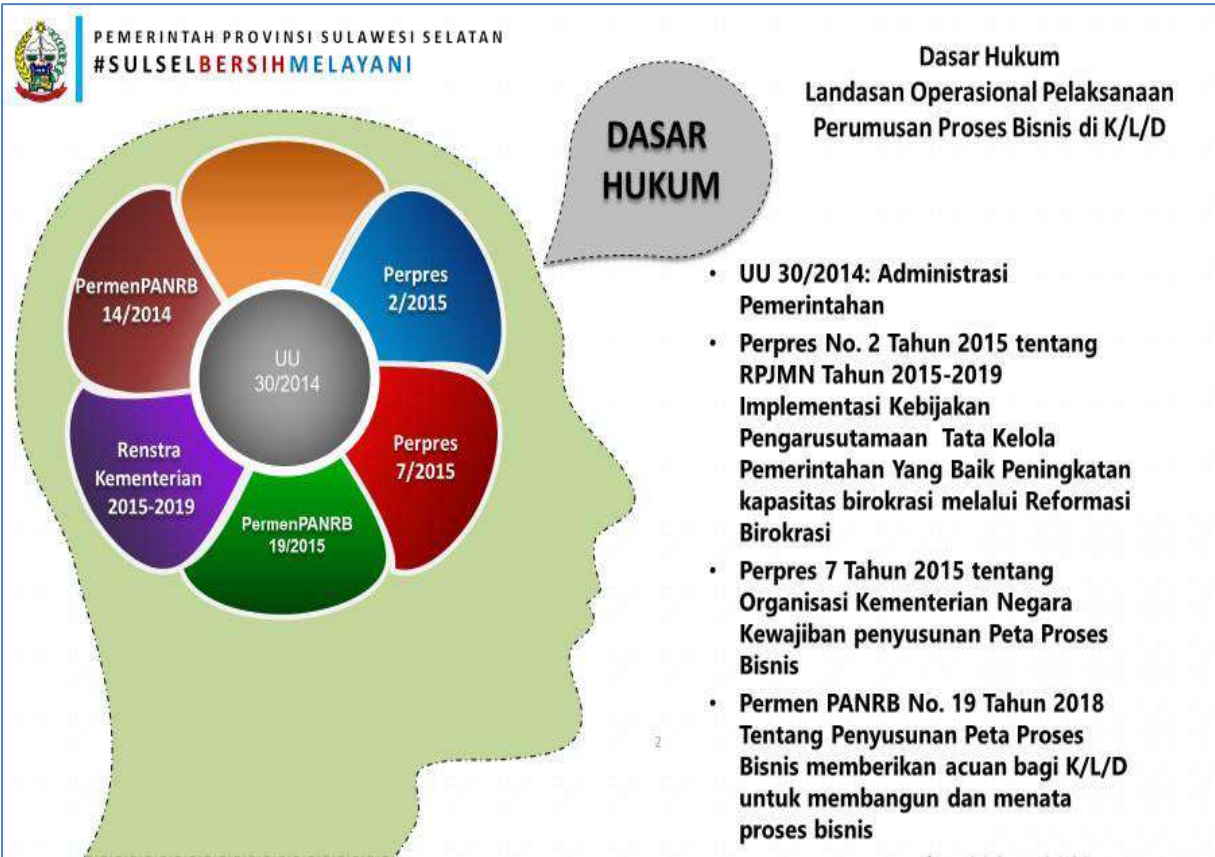 PEMERINTAH PROVINSI SULAWESI SELATAN
#SULSELBERSIHMELAYANI
Dasar Hukum
Landasan Operasional Pelaksanaan
Perumusan Proses Bisnis di K/L/D
DASAR
HUKUM
PermenPANRB
14/2014
Perpres
2/2015
UU
30/2014
Renstra
Kementerian
2015-2019
Perpres
7/2015
PermenPANRB
19/2015
• UU 30/2014: Administrasi
Pemerintahan
• Perpres No. 2 Tahun 2015 tentang
RPJMN Tahun 2015-2019
Implementasi Kebijakan
Pengarusutamaan Tata Kelola
Pemerintahan Yang Baik Peningkatan
kapasitas birokrasi melalui Reformasi
Birokrasi
• Perpres 7 Tahun 2015 tentang
Organisasi Kementerian Negara
Kewajiban penyusunan Peta Proses
Bisnis
• Permen PANRB No. 19 Tahun 2018
Tentang Penyusunan Peta Proses
Bisnis memberikan acuan bagi K/L/D
untuk membangun dan menata
proses bisnis
2